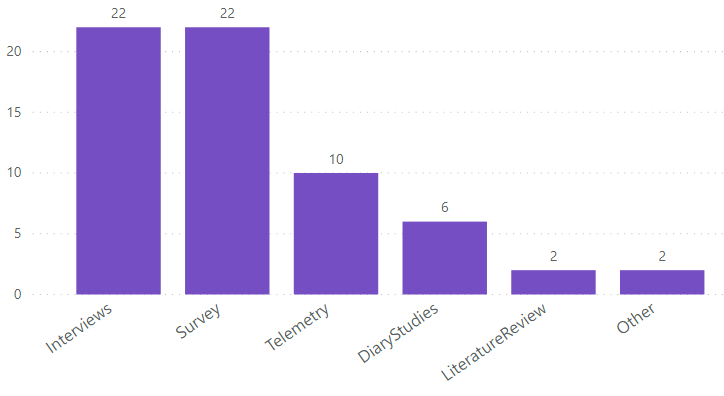 22
22
20
15
10
10
6
5
2
2
0
Interviews
Survey
Telemetry
DiaryStudies
LiteratureReview
Other